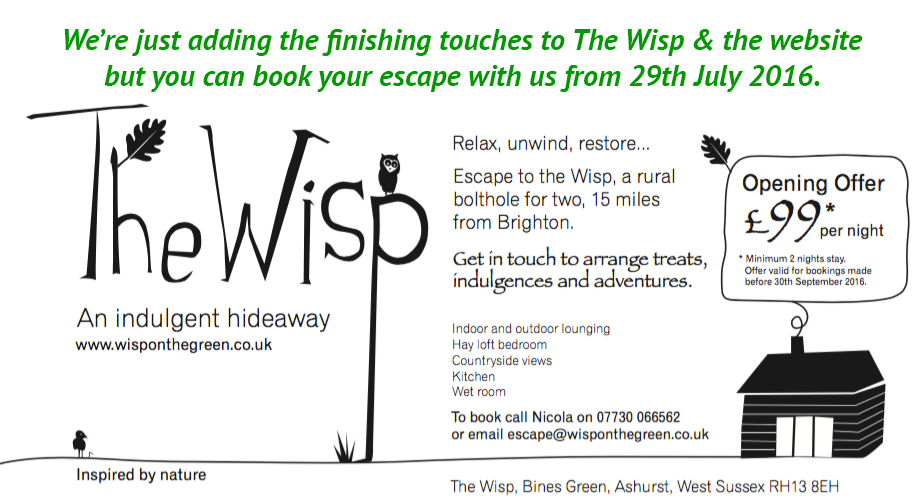 We're just adding the finishing touches to The Wisp & the website
but you can book your escape with us from 29th July 2016.
The Wisp
An indulgent hideaway
www.wisponthegreen.co.uk
Inspired by nature
Relax, unwind, restore...
Escape to the Wisp, a rural
bolthole for two, 15 miles
from Brighton.
Get in touch to arrange treats,
indulgences and adventures.
Indoor and outdoor lounging
Hay loft bedroom
Countryside views
Kitchen
Wet room
To book call Nicola on 07730 066562
or email escape@wisponthegreen.co.uk
Opening Offer
£99*
per night
* Minimum 2 nights stay.
Offer valid for bookings made
before 30th September 2016.
The Wisp, Bines Green, Ashurst, West Sussex RH13 8EH